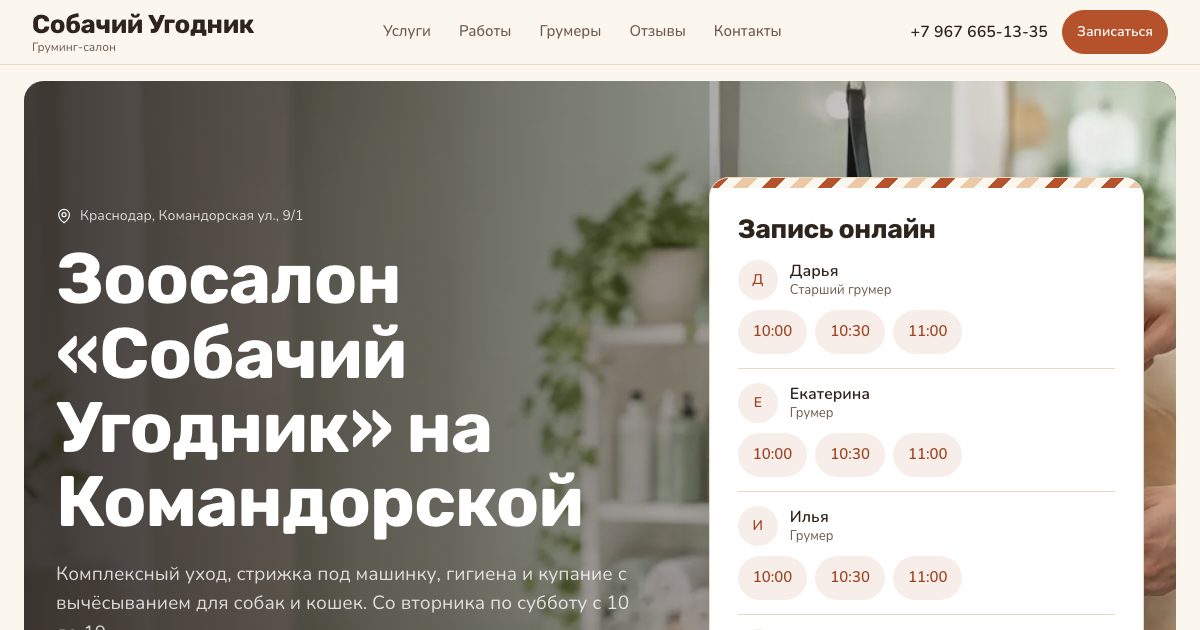 Собачий Угодник
Груминг-салон
Услуги Работы Грумеры Отзывы Контакты
+7 967 665-13-35
Записаться
Краснодар, Командорская ул., 9/1
Зоосалон
«Собачий
Угодник» на
Командорской
Комплексный уход, стрижка под машинку, гигиена и купание с
вычёсыванием для собак и кошек. Со вторника по субботу с 10
Запись онлайн
Д
Дарья
Старший грумер
10:00 10:30 11:00
Е
Екатерина
Грумер
10:00 10:30 11:00
И
Илья
Грумер
10:00 10:30 11:00